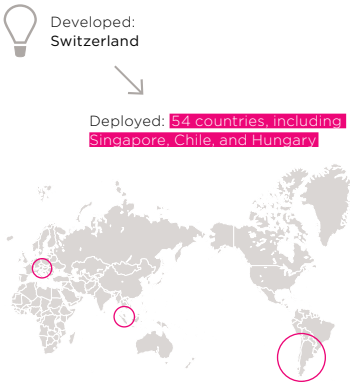 Developed:
Switzerland
Deployed: 54 countries, including
Singapore, Chile, and Hungary